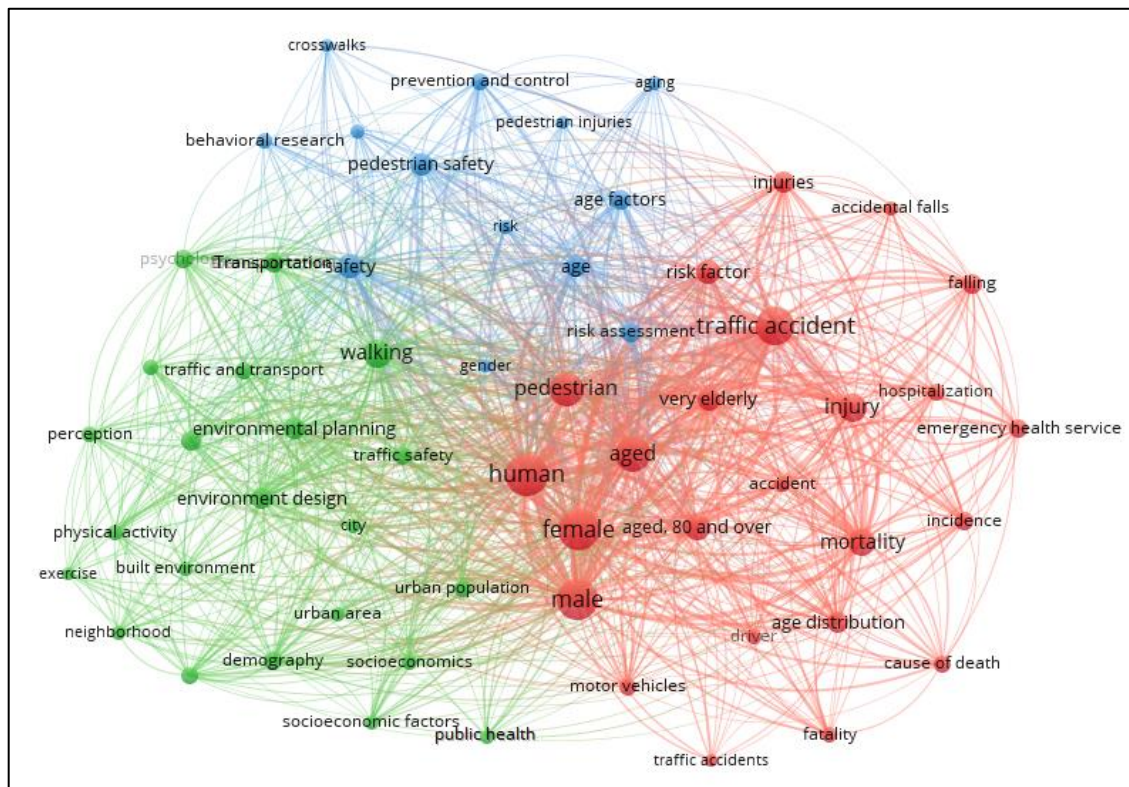 crosswalks
prevention and control
aging
pedestrian injuries
behavioral research
pedestrian safety
injuries
age factors
accidental falls
risk
Transportation
safety
age
risk factor
falling
traffic accident
risk assessment
walking
gender
traffic and transport
pedestrian
very elderly
hospitalization
injury
perception
environmental planning
emergency health service
traffic safety
aged
human
accident
environment design
city
female
aged, 80 and over
incidence
physical activity
mortality
built environment
exercise
urban population
male
urban area
neighborhood
age distribution
driver
demography
socioeconomics
cause of death
motor vehicles
socioeconomic factors
public health
fatality
traffic accidents